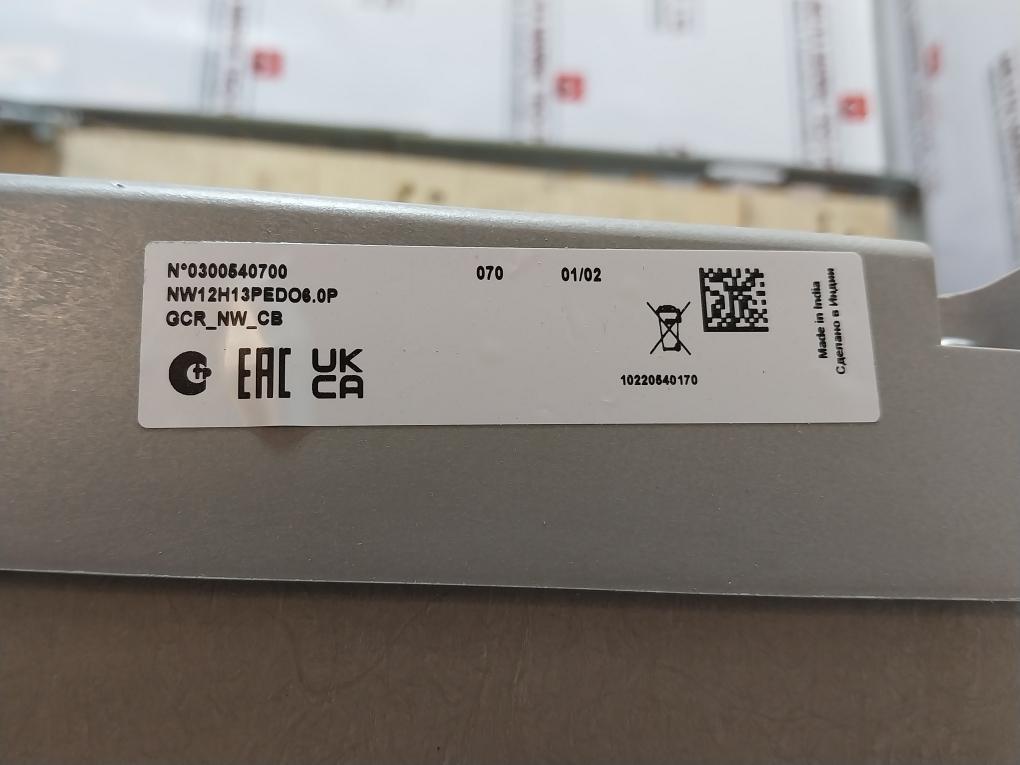 N°0300540700 070 01/02
NW12H13PEDO6.0P
GCR_NW_CB
EAC
UK
CA
10220540170
Made in India
Сделано в Индии